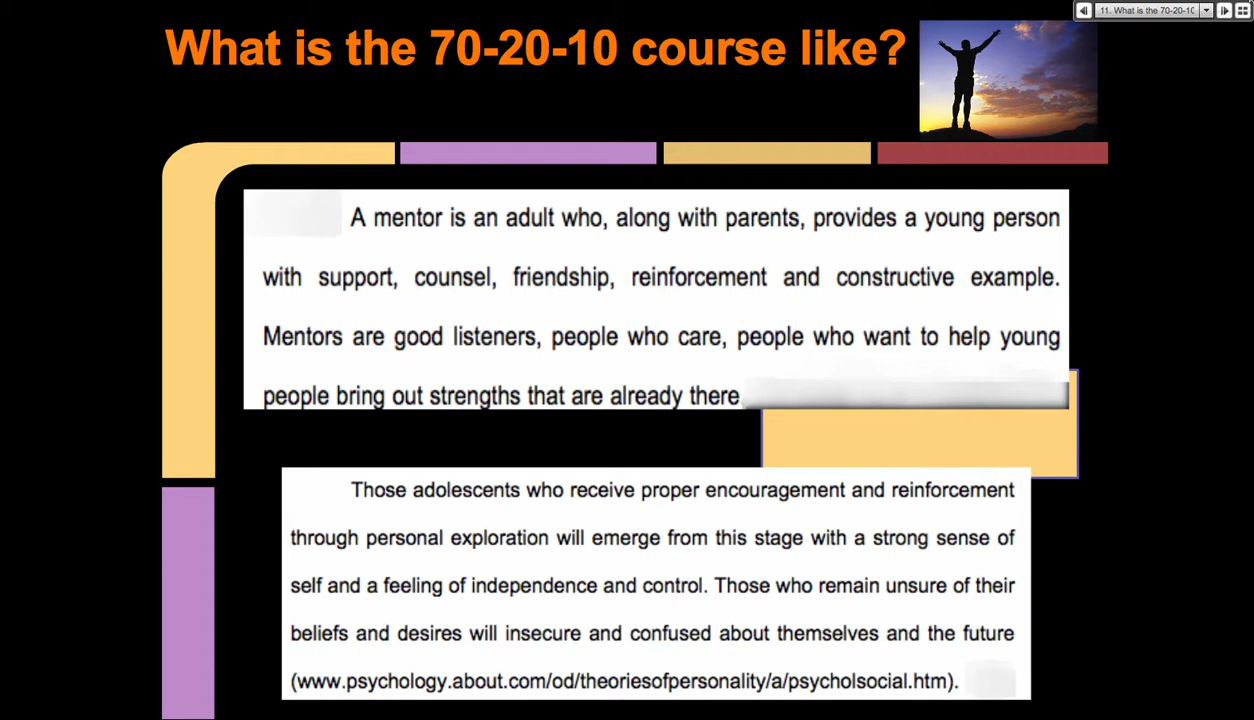 11. What is the 70-20-10
What is the 70-20-10 course like?
A mentor is an adult who, along with parents, provides a young person
with support, counsel, friendship, reinforcement and constructive example.
Mentors are good listeners, people who care, people who want to help young
people bring out strengths that are already there
Those adolescents who receive proper encouragement and reinforcement
through personal exploration will emerge from this stage with a strong sense of
self and a feeling of independence and control. Those who remain unsure of their
beliefs and desires will insecure and confused about themselves and the future
(www.psychology.about.com/od/theoriesofpersonality/a/psycholsocial.htm).